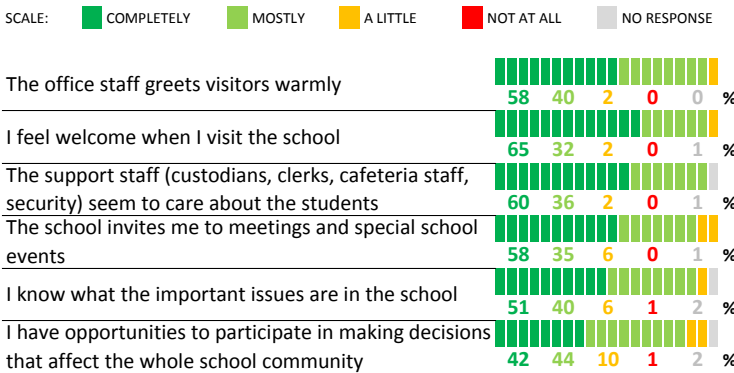 SCALE: COMPLETELY MOSTLY A LITTLE NOT AT ALL NO RESPONSE
The office staff greets visitors warmly
58 40 2 0 0 %
I feel welcome when I visit the school
65 32 2 0 1 %
The support staff (custodians, clerks, cafeteria staff,
security) seem to care about the students
60 36 2 0 1 %
The school invites me to meetings and special school
events
58 35 6 0 1 %
I know what the important issues are in the school
51 40 6 1 2 %
I have opportunities to participate in making decisions
that affect the whole school community
42 44 10 1 2 %